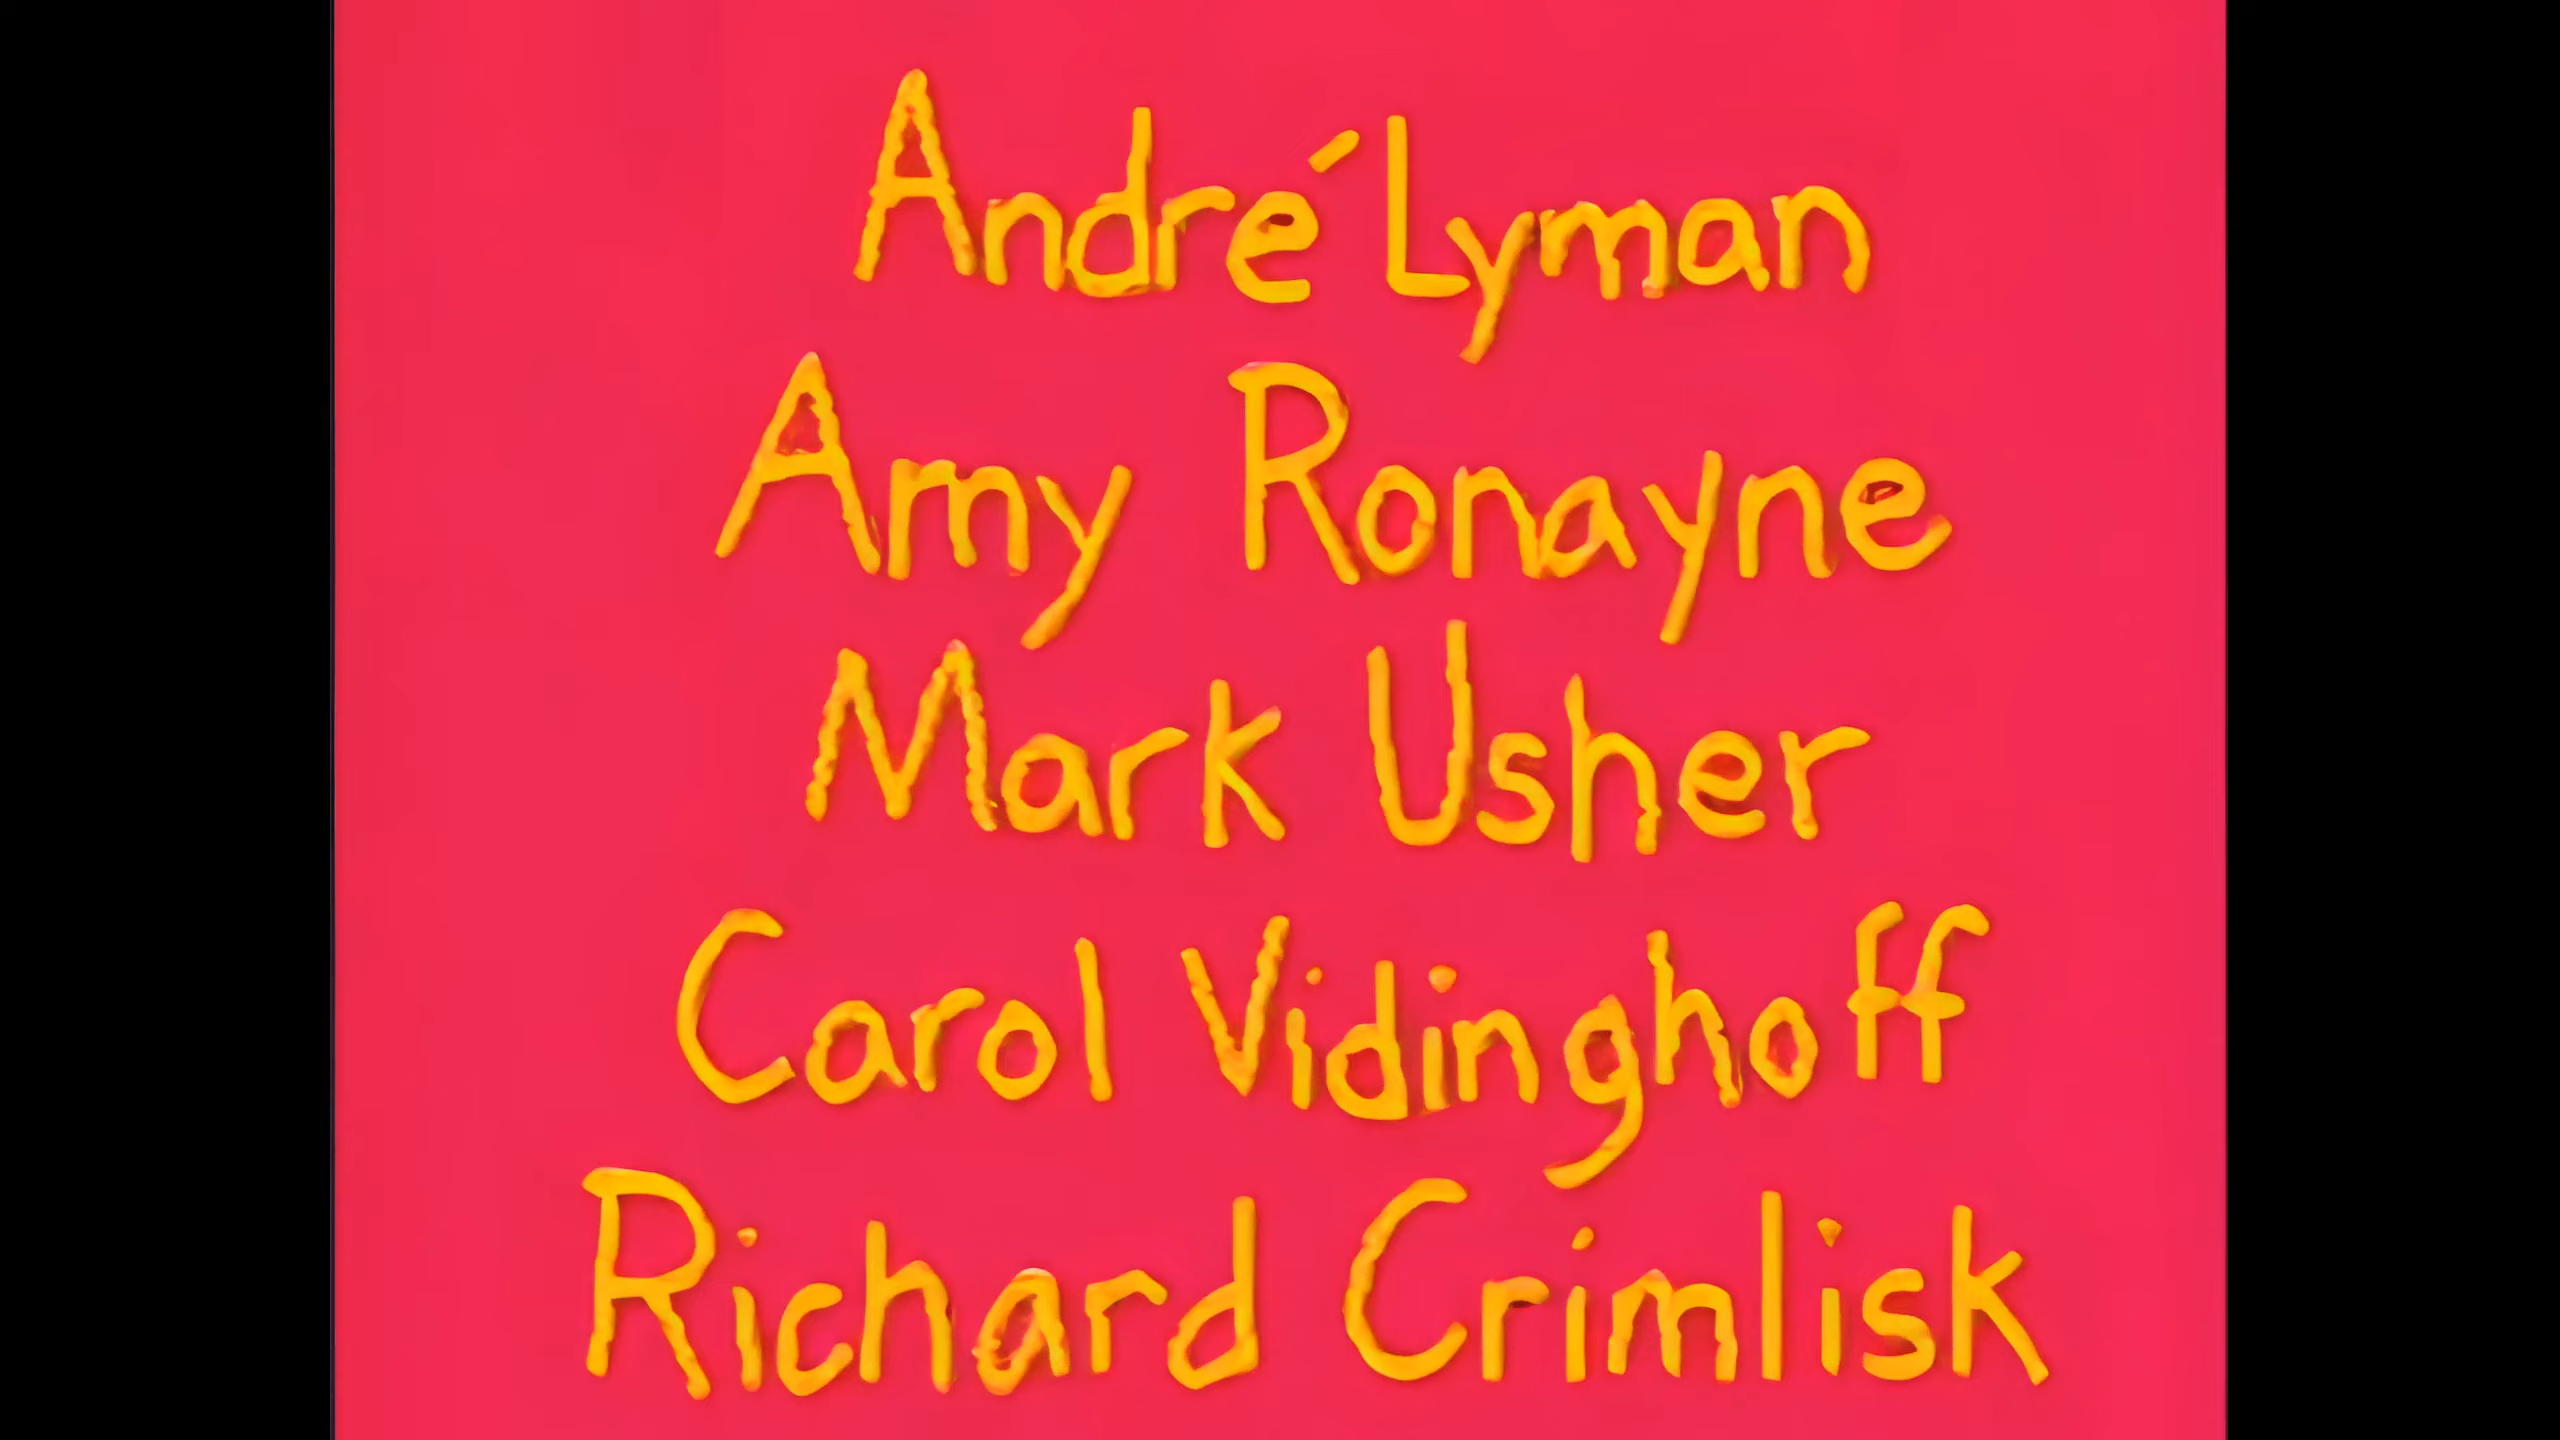 André Lyman
Amy Ronayne
Mark Usher
Carol Vidinghoff
Richard Crimlisk